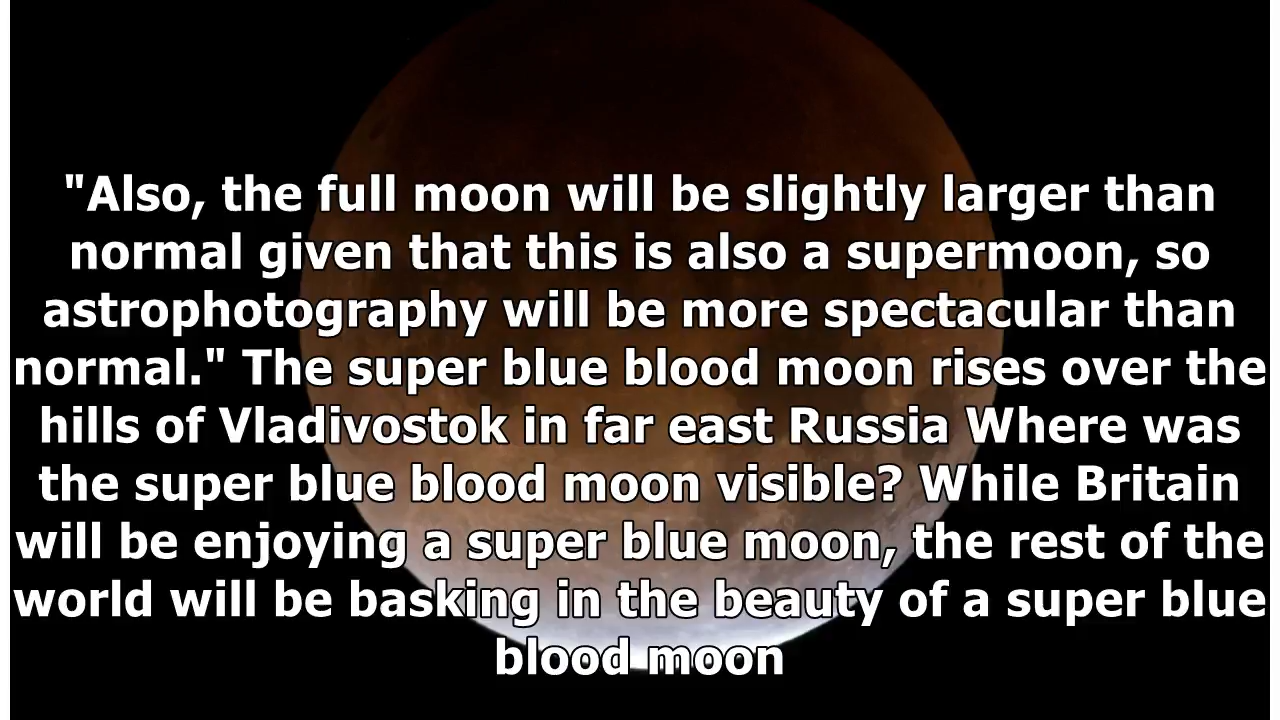 "Also, the full moon will be slightly larger than
normal given that this is also a supermoon, so
astrophotography will be more spectacular than
normal." The super blue blood moon rises over the
hills of Vladivostok in far east Russia Where was
the super blue blood moon visible? While Britain
will be enjoying a super blue moon, the rest of the
world will be basking in the beauty of a super blue
blood moon